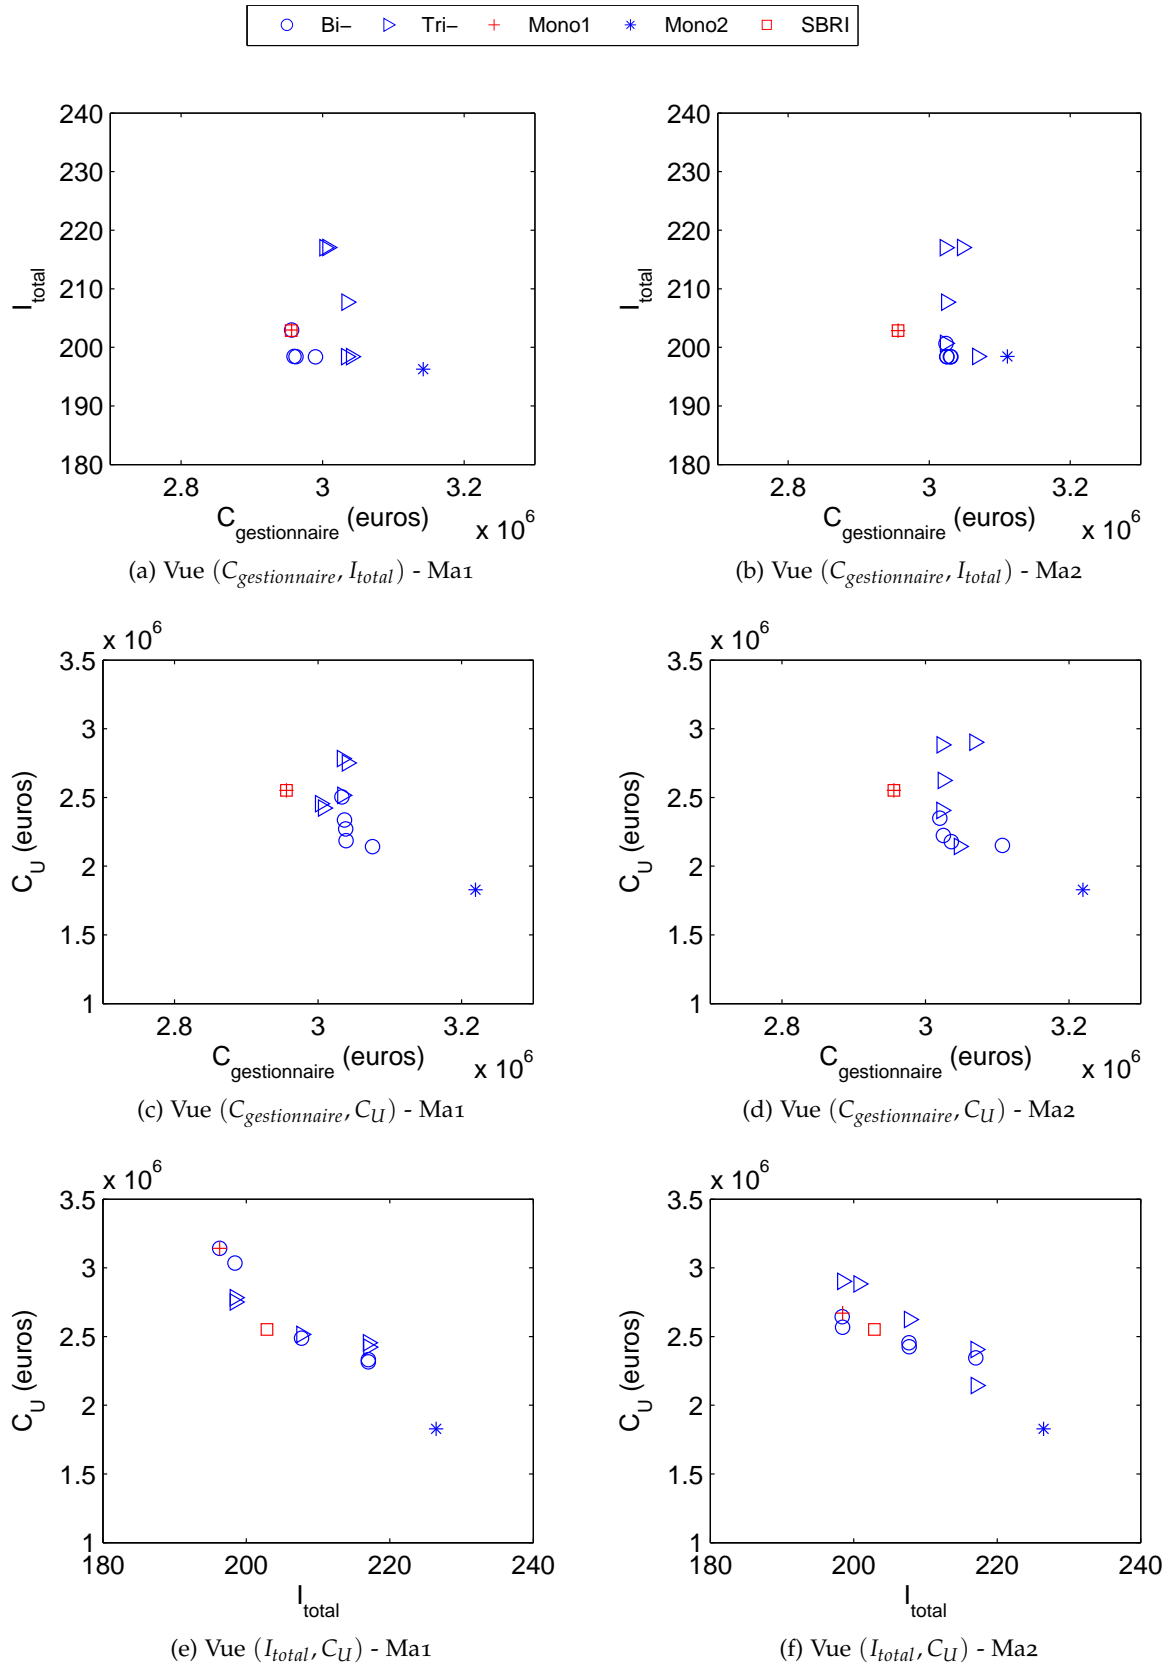 Bi− Tri− Mono1 Mono2 SBRI
240
230
220
210
200
190
180
I_total
2.8 3 3.2
C_gestionnaire (euros) x 10^6
(a) Vue (C_gestionnaire, I_total) - Ma1
240
230
220
210
200
190
180
I_total
2.8 3 3.2
C_gestionnaire (euros) x 10^6
(b) Vue (C_gestionnaire, I_total) - Ma2
x 10^6
3.5
3
2.5
2
1.5
1
C_U (euros)
2.8 3 3.2
C_gestionnaire (euros) x 10^6
(c) Vue (C_gestionnaire, C_U) - Ma1
x 10^6
3.5
3
2.5
2
1.5
1
C_U (euros)
2.8 3 3.2
C_gestionnaire (euros) x 10^6
(d) Vue (C_gestionnaire, C_U) - Ma2
x 10^6
3.5
3
2.5
2
1.5
1
C_U (euros)
180 200 220 240
I_total
(e) Vue (I_total, C_U) - Ma1
x 10^6
3.5
3
2.5
2
1.5
1
C_U (euros)
180 200 220 240
I_total
(f) Vue (I_total, C_U) - Ma2